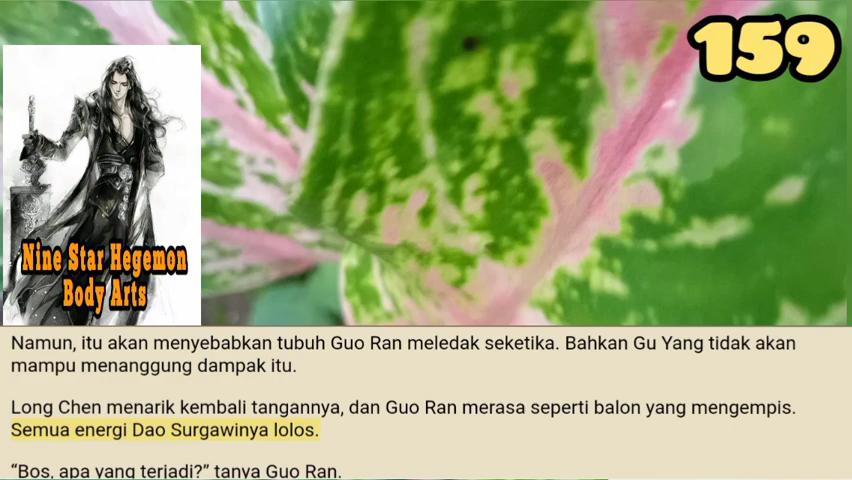 159
Nine Star Hegemon
Body Arts
Namun, itu akan menyebabkan tubuh Guo Ran meledak seketika. Bahkan Gu Yang tidak akan
mampu menanggung dampak itu.
Long Chen menarik kembali tangannya, dan Guo Ran merasa seperti balon yang mengempis.
Semua energi Dao Surgawinya lolos.
“Bos, apa yang terjadi?” tanya Guo Ran.